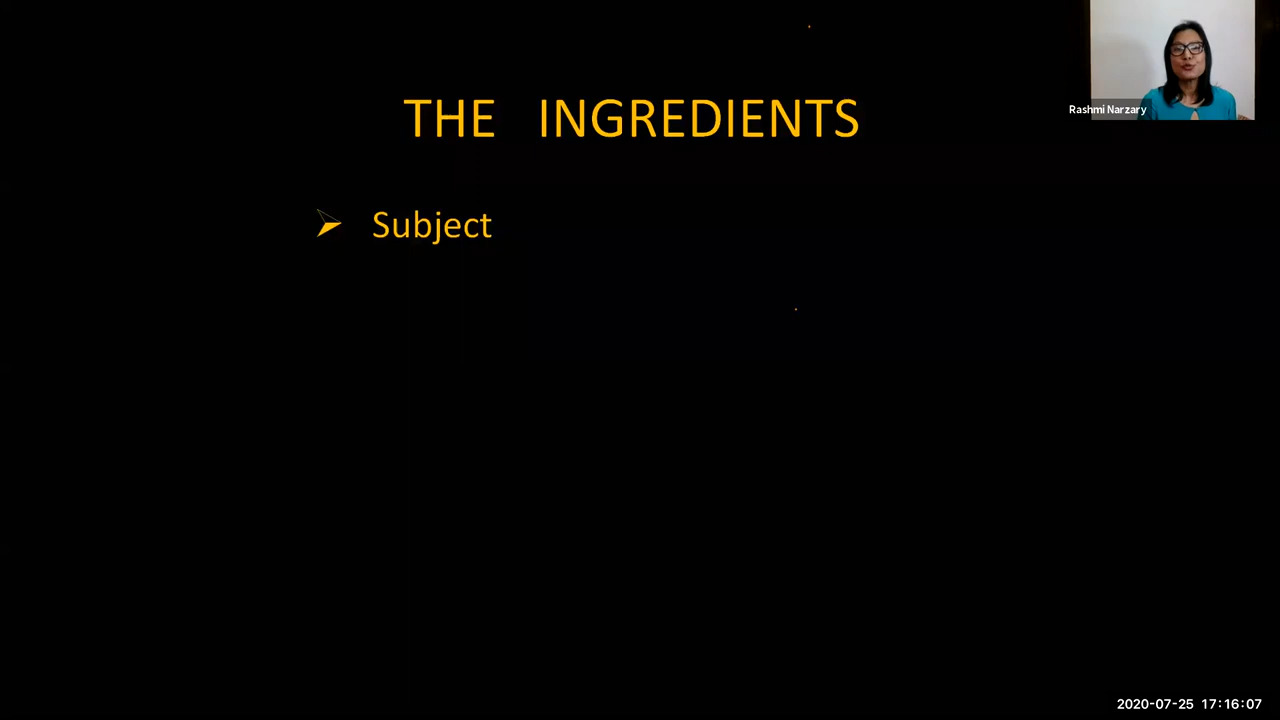 THE INGREDIENTS
Rashmi Narzary
Subject
2020-07-25 17:16:07